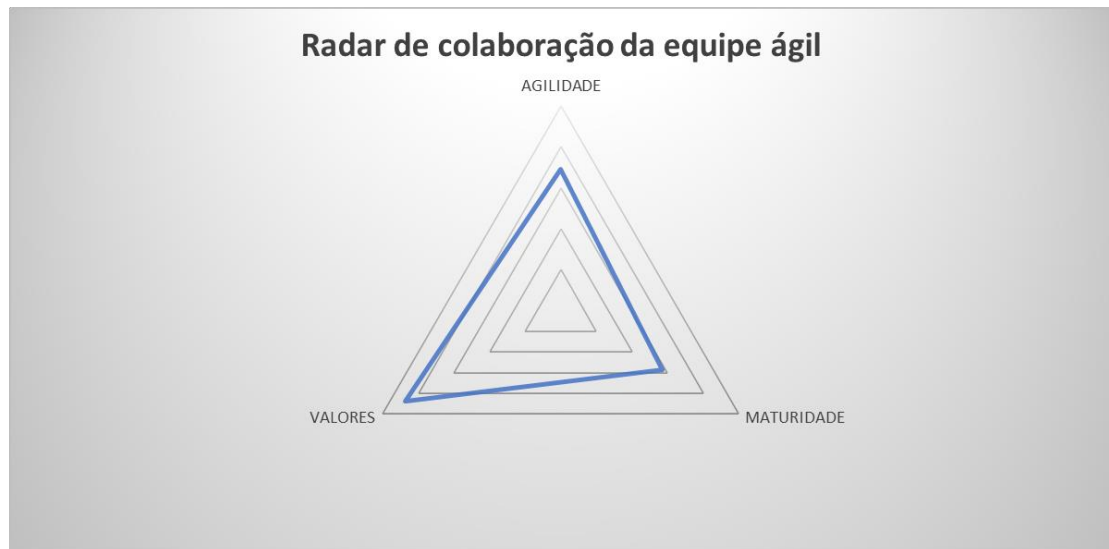 Radar de colaboração da equipe ágil
AGILIDADE
VALORES
MATURIDADE